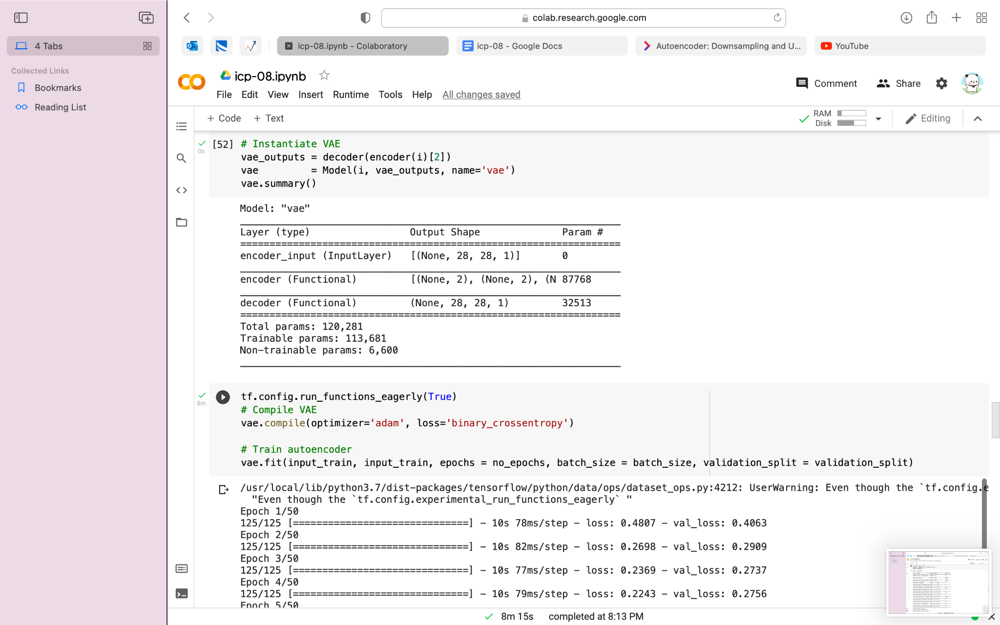 colab.research.google.com
4 Tabs
icp-08.ipynb - Colaboratory
icp-08 - Google Docs
Autoencoder: Downsampling and U...
YouTube
Collected Links
Bookmarks
Reading List
icp-08.ipynb
Comment
Share
File Edit View Insert Runtime Tools Help All changes saved
+ Code + Text
RAM
Disk
Editing
[52] # Instantiate VAE
0s
vae_outputs = decoder(encoder(i)[2])
vae         = Model(i, vae_outputs, name='vae')
vae.summary()
Model: "vae"
Layer (type) Output Shape Param #
=================================================================
encoder_input (InputLayer) [(None, 28, 28, 1)] 0
encoder (Functional) [(None, 2), (None, 2), (N 87768
decoder (Functional) (None, 28, 28, 1) 32513
=================================================================
Total params: 120,281
Trainable params: 113,681
Non-trainable params: 6,600
8m
tf.config.run_functions_eagerly(True)
# Compile VAE
vae.compile(optimizer='adam', loss='binary_crossentropy')
# Train autoencoder
vae.fit(input_train, input_train, epochs = no_epochs, batch_size = batch_size, validation_split = validation_split)
/usr/local/lib/python3.7/dist-packages/tensorflow/python/data/ops/dataset_ops.py:4212: UserWarning: Even though the `tf.config.e
"Even though the `tf.config.experimental_run_functions_eagerly` "
Epoch 1/50
125/125 [==============================] - 10s 78ms/step - loss: 0.4807 - val_loss: 0.4063
Epoch 2/50
125/125 [==============================] - 10s 82ms/step - loss: 0.2698 - val_loss: 0.2909
Epoch 3/50
125/125 [==============================] - 10s 77ms/step - loss: 0.2369 - val_loss: 0.2737
Epoch 4/50
125/125 [==============================] - 10s 79ms/step - loss: 0.2243 - val_loss: 0.2756
Epoch 5/50
8m 15s completed at 8:13 PM